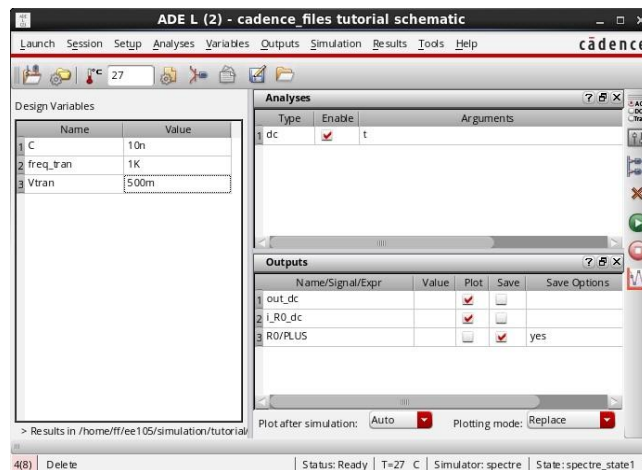 ADE L (2) - cadence_files tutorial schematic
Launch Session Setup Analyses Variables Outputs Simulation Results Tools Help cādence
°C 27
Design Variables
Name Value
1 C 10n
2 freq_tran 1K
3 Vtran 500m
> Results in /home/ff/ee105/simulation/tutorial/
Analyses ? X
Type Enable Arguments
1 dc t
Outputs ? X
Name/Signal/Expr Value Plot Save Save Options
1 out_dc
2 i_R0_dc
3 R0/PLUS yes
Plot after simulation: Auto Plotting mode: Replace
AC
DC
4(8) Delete Status: Ready T=27 C Simulator: spectre State: spectre_state1